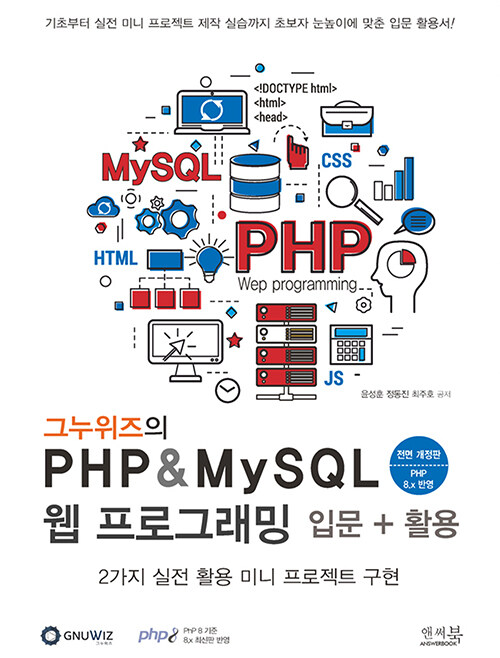 기초부터 실전 미니 프로젝트 제작 실습까지 초보자 눈높이에 맞춘 입문 활용서!
<!DOCTYPE html>
<html>
<head>
MySQL
CSS
PHP
Wep programming
HTML
JS
윤성훈 정동진 최주호 공저
그누위즈의
PHP & MySQL
전면 개정판
PHP
8.x 반영
웹 프로그래밍 입문 + 활용
2가지 실전 활용 미니 프로젝트 구현
GNUWIZ
그누위즈
php8
PHP 8 기준
8.x 최신판 반영
앤써북
ANSWERBOOK